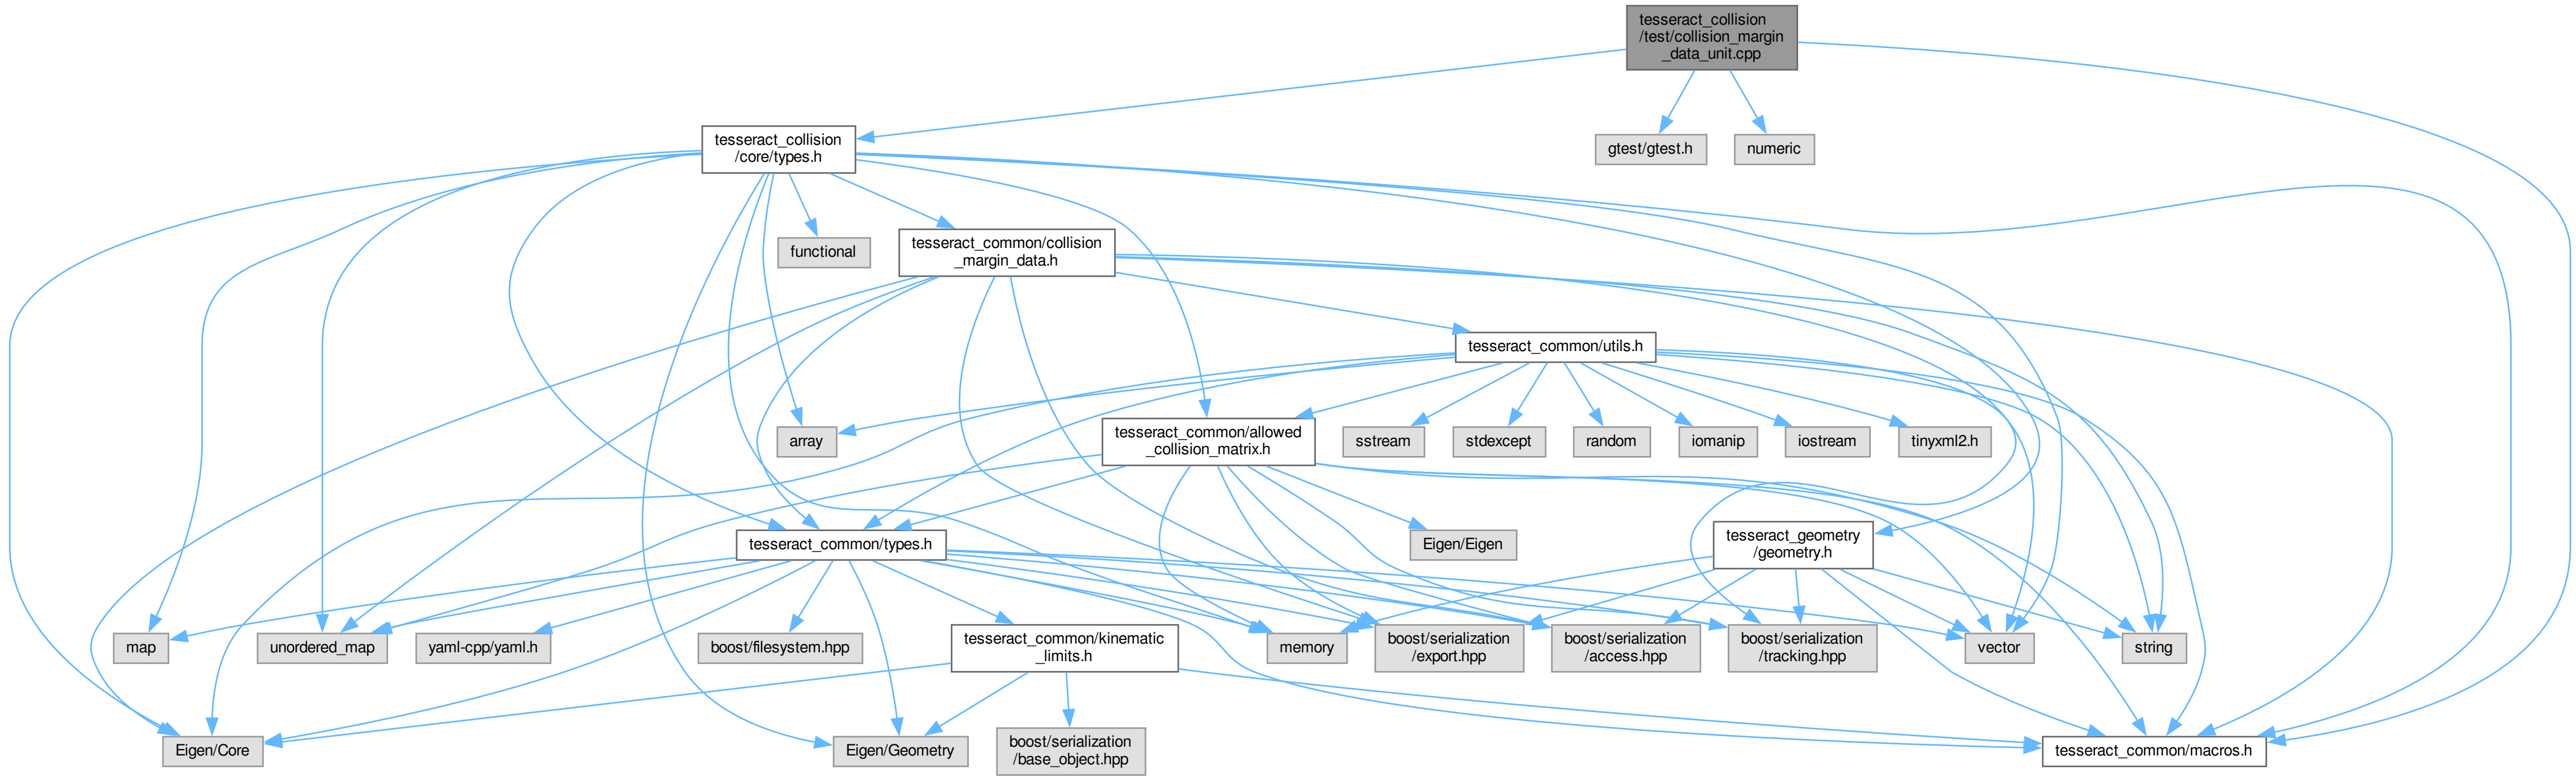 tesseract_collision
/test/collision_margin
_data_unit.cpp
tesseract_collision
/core/types.h
gtest/gtest.h
numeric
functional
tesseract_common/collision
_margin_data.h
tesseract_common/utils.h
array
tesseract_common/allowed
_collision_matrix.h
sstream
stdexcept
random
iomanip
iostream
tinyxml2.h
tesseract_common/types.h
Eigen/Eigen
tesseract_geometry
/geometry.h
map
unordered_map
yaml-cpp/yaml.h
boost/filesystem.hpp
tesseract_common/kinematic
_limits.h
memory
boost/serialization
/export.hpp
boost/serialization
/access.hpp
boost/serialization
/tracking.hpp
vector
string
Eigen/Core
Eigen/Geometry
boost/serialization
/base_object.hpp
tesseract_common/macros.h